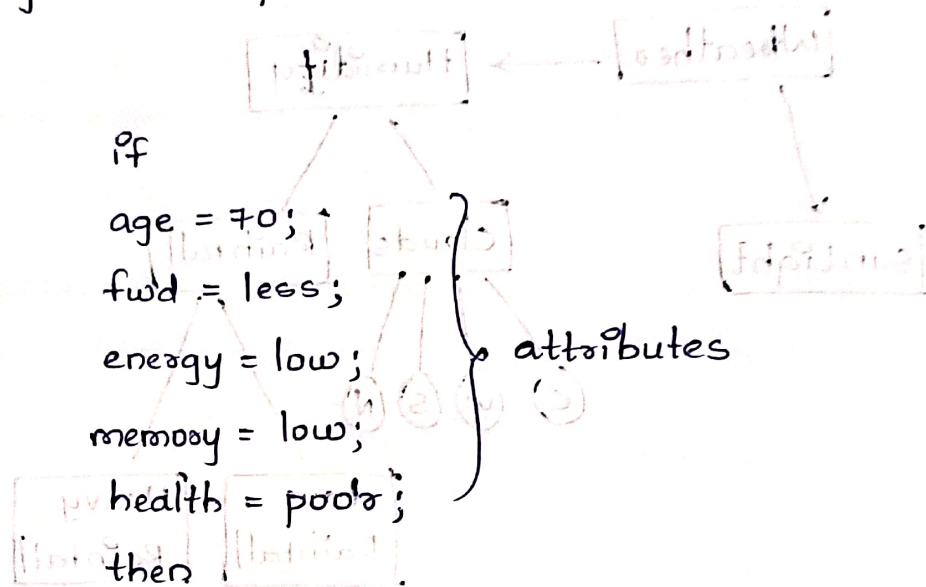 if
age = 70;
fwd = less;
energy = low;
attributes
memory = low;
health = poor;
then